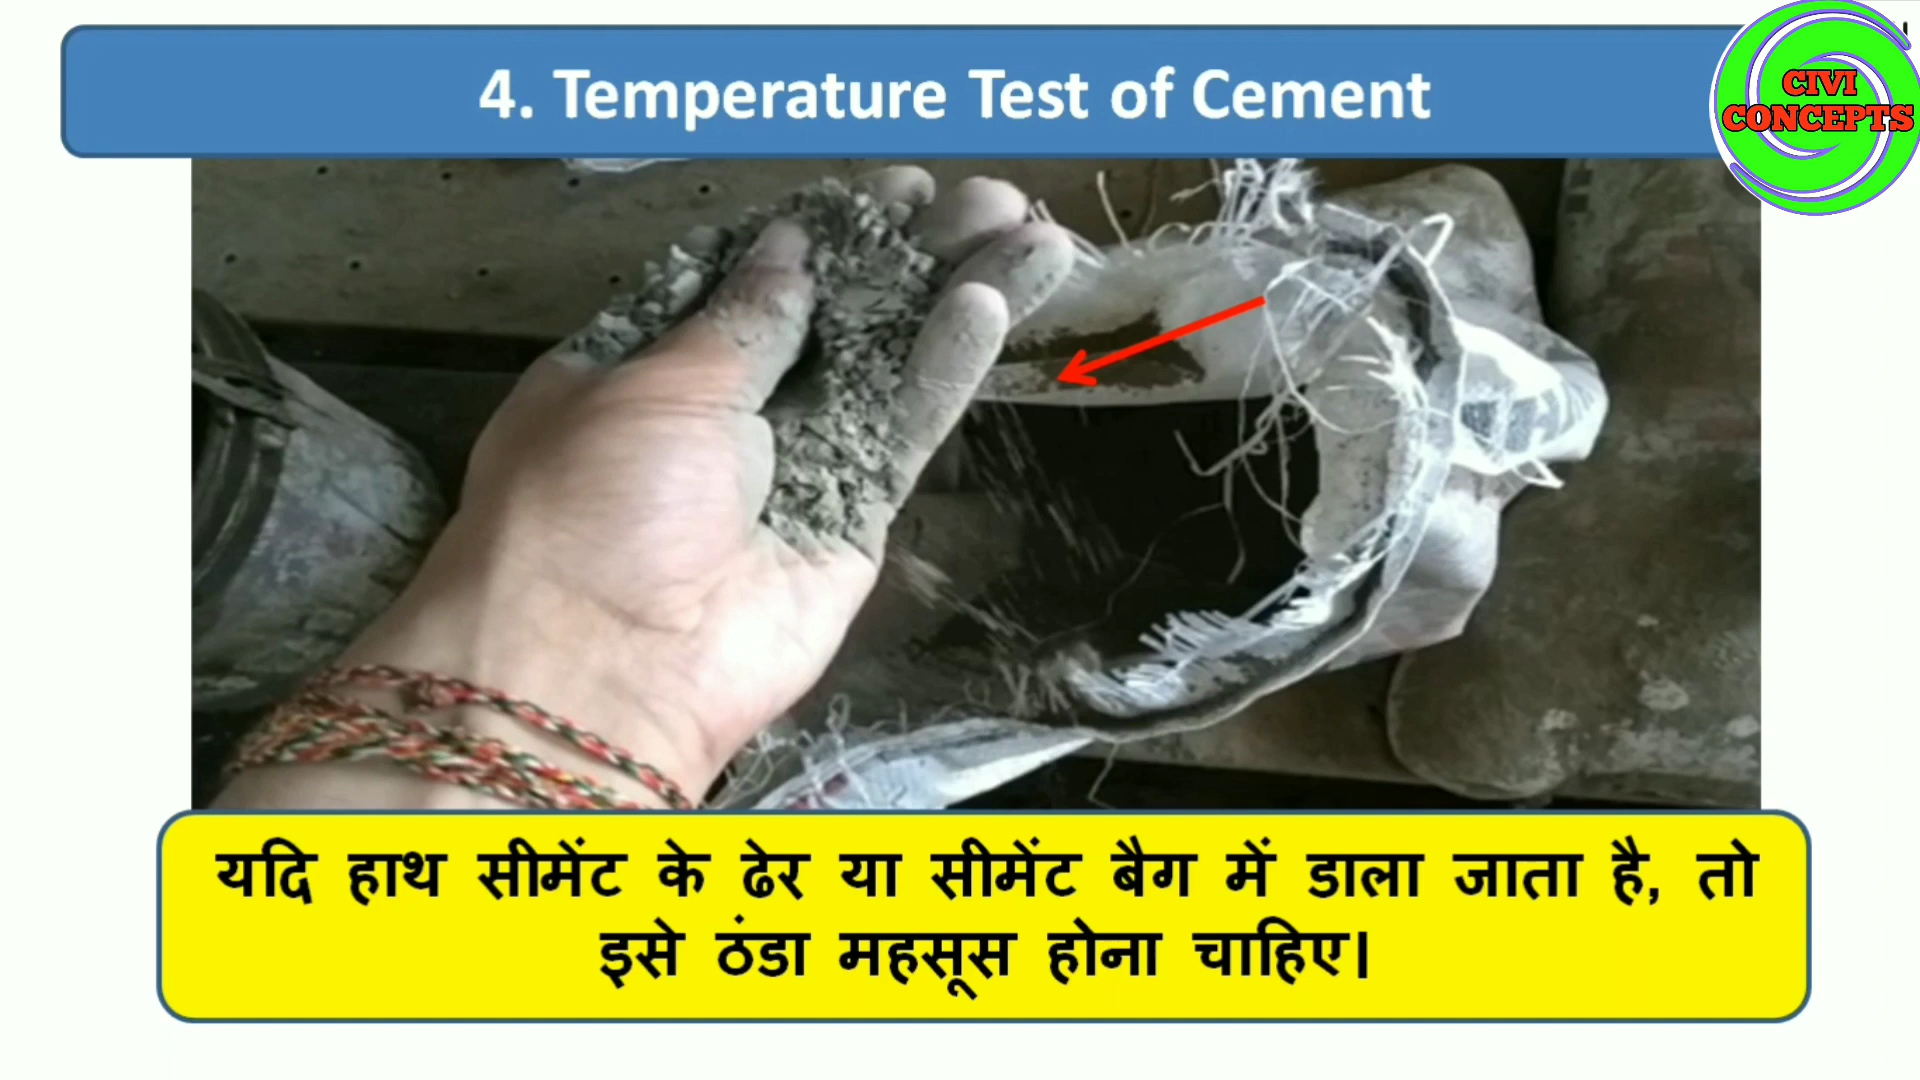 4. Temperature Test of Cement
CIVI
CONCEPTS
यदि हाथ सीमेंट के ढेर या सीमेंट बैग में डाला जाता है, तो
इसे ठंडा महसूस होना चाहिए।